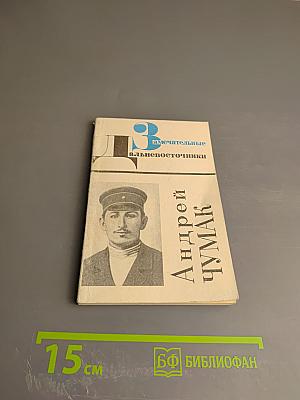 Замечательные
Дальневосточники
Андрей
ЧУМАК
15 см
БФ БИБЛИОФАН